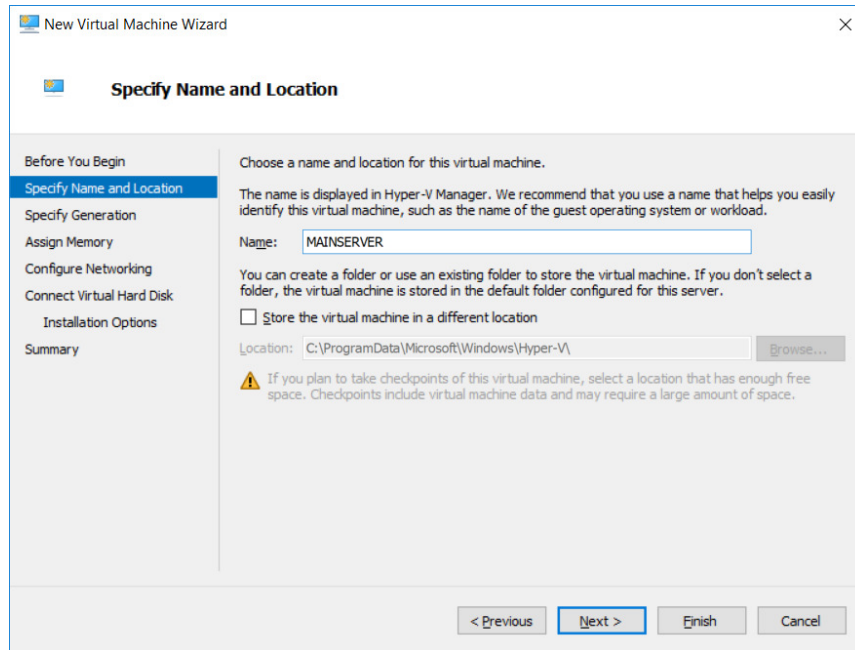 New Virtual Machine Wizard
Specify Name and Location
Before You Begin
Specify Name and Location
Specify Generation
Assign Memory
Configure Networking
Connect Virtual Hard Disk
Installation Options
Summary
Choose a name and location for this virtual machine.
The name is displayed in Hyper-V Manager. We recommend that you use a name that helps you easily
identify this virtual machine, such as the name of the guest operating system or workload.
Name: MAINSERVER
You can create a folder or use an existing folder to store the virtual machine. If you don't select a
folder, the virtual machine is stored in the default folder configured for this server.
Store the virtual machine in a different location
Location: C:\ProgramData\Microsoft\Windows\Hyper-V\ Browse...
If you plan to take checkpoints of this virtual machine, select a location that has enough free
space. Checkpoints include virtual machine data and may require a large amount of space.
< Previous Next > Finish Cancel